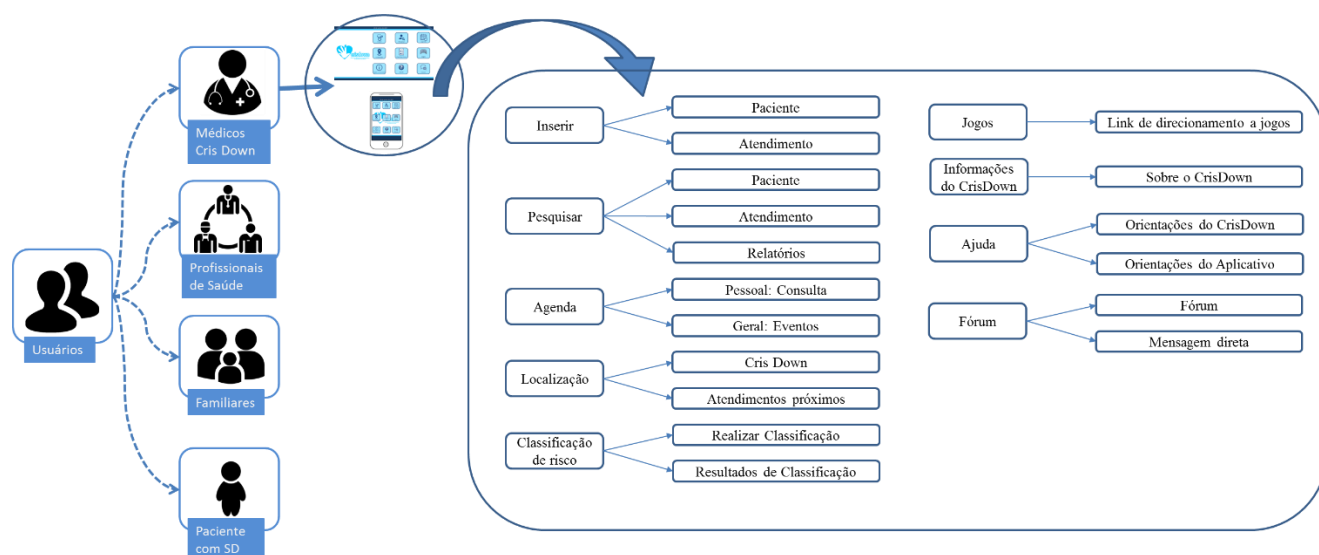 Usuários
Médicos
Cris Down
Profissionais
de Saúde
Familiares
Paciente
com SD
Inserir
Paciente
Atendimento
Pesquisar
Paciente
Atendimento
Relatórios
Agenda
Pessoal: Consulta
Geral: Eventos
Localização
Cris Down
Atendimentos próximos
Classificação
de risco
Realizar Classificação
Resultados de Classificação
Jogos
Link de direcionamento a jogos
Informações
do CrisDown
Sobre o CrisDown
Ajuda
Orientações do CrisDown
Orientações do Aplicativo
Fórum
Fórum
Mensagem direta